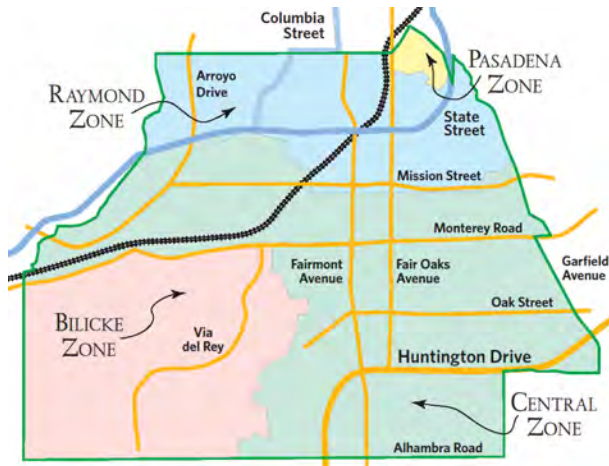 Columbia
Street
PASADENA
ZONE
Arroyo
Drive
RAYMOND
ZONE
State
Street
Mission Street
Monterey Road
Fairmont
Avenue
Fair Oaks
Avenue
Garfield
Avenue
Oak Street
BILICKE
ZONE
Via
del Rey
Huntington Drive
CENTRAL
ZONE
Alhambra Road